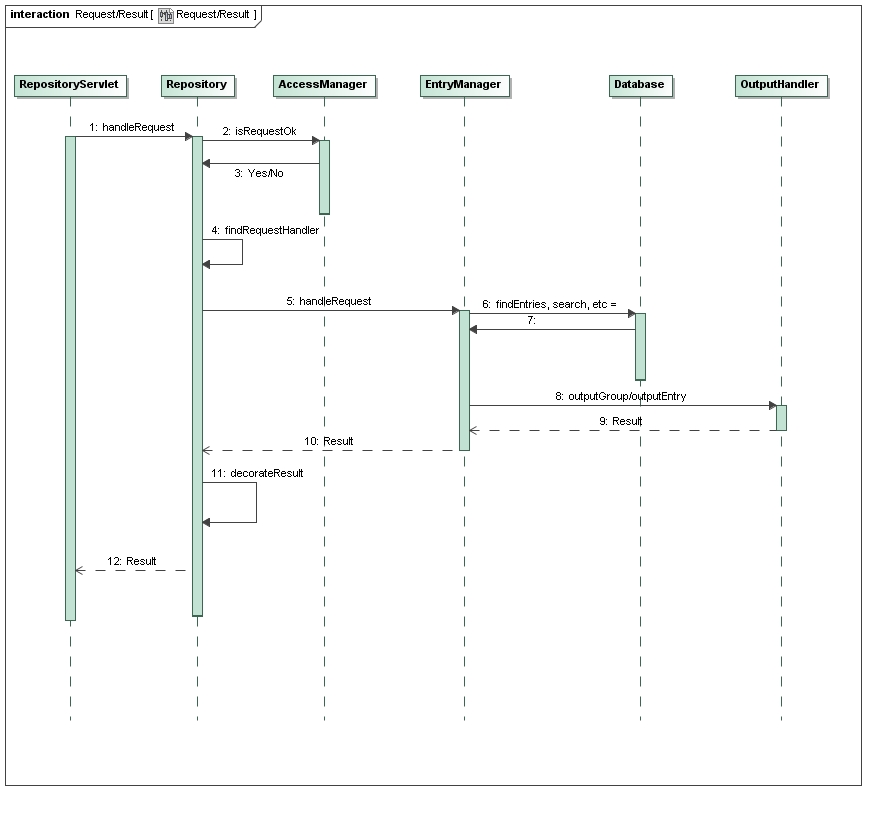 interaction Request/Result [ Request/Result ]
RepositoryServlet
Repository
AccessManager
EntryManager
Database
OutputHandler
1: handleRequest
2: isRequestOk
3: Yes/No
4: findRequestHandler
5: handleRequest
6: findEntries, search, etc =
7:
8: outputGroup/outputEntry
9: Result
10: Result
11: decorateResult
12: Result